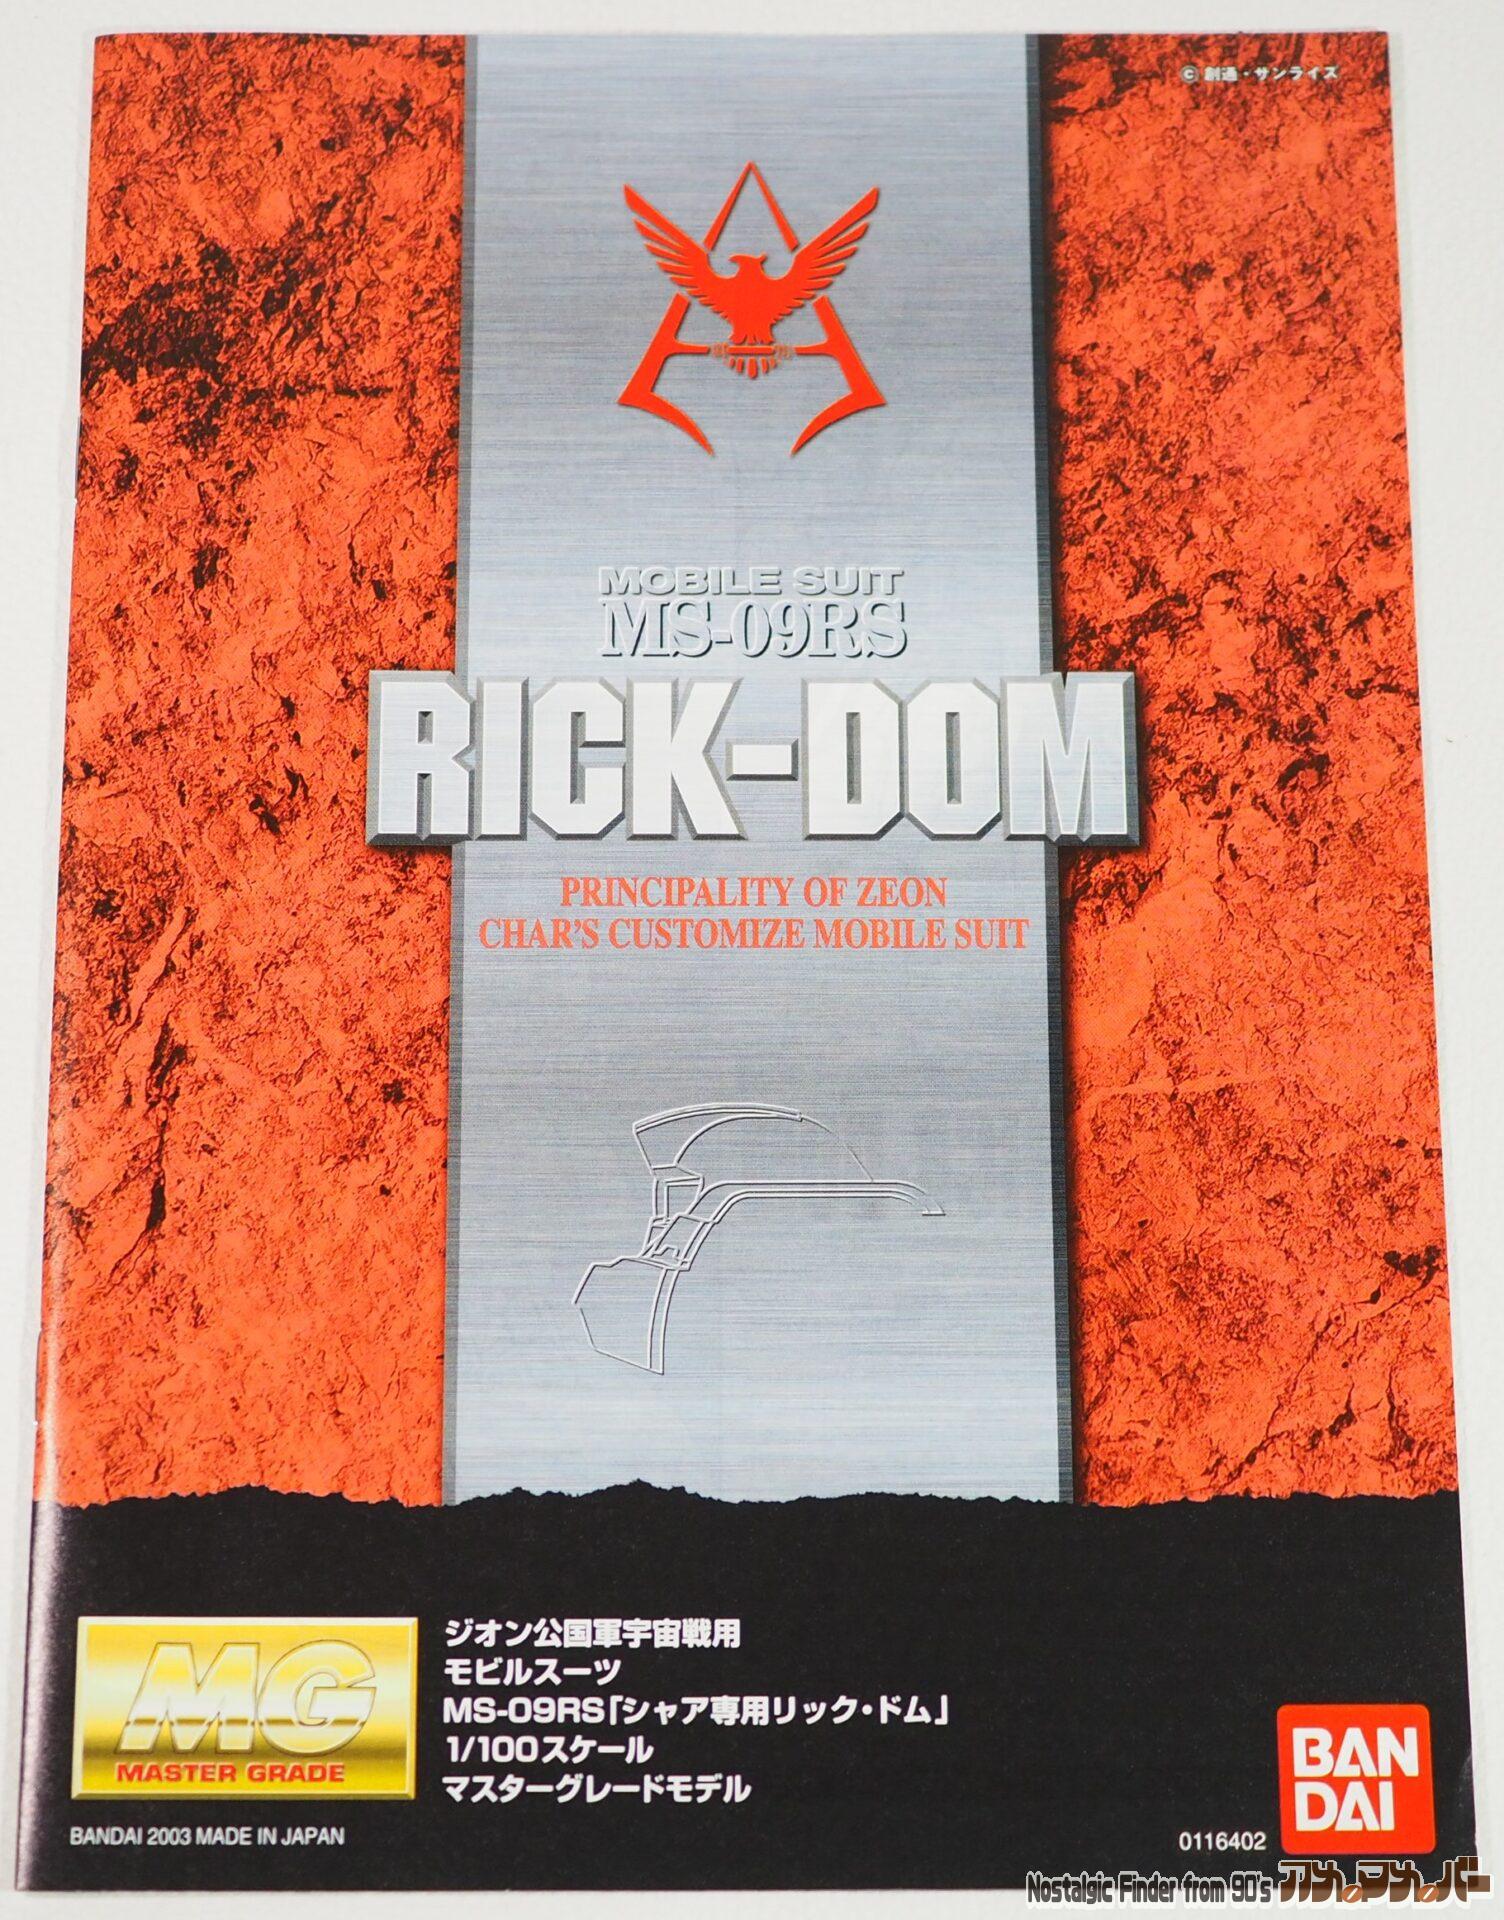 © 創通・サンライズ
MOBILE SUIT
MS-09RS
RICK-DOM
PRINCIPALITY OF ZEON
CHAR'S CUSTOMIZE MOBILE SUIT
MG
MASTER GRADE
ジオン公国軍宇宙戦用
モビルスーツ
MS-09RS「シャア専用リック・ドム」
1/100スケール
マスターグレードモデル
BANDAI 2003 MADE IN JAPAN
0116402
BAN
DAI
Nostalgic Finder from 90's